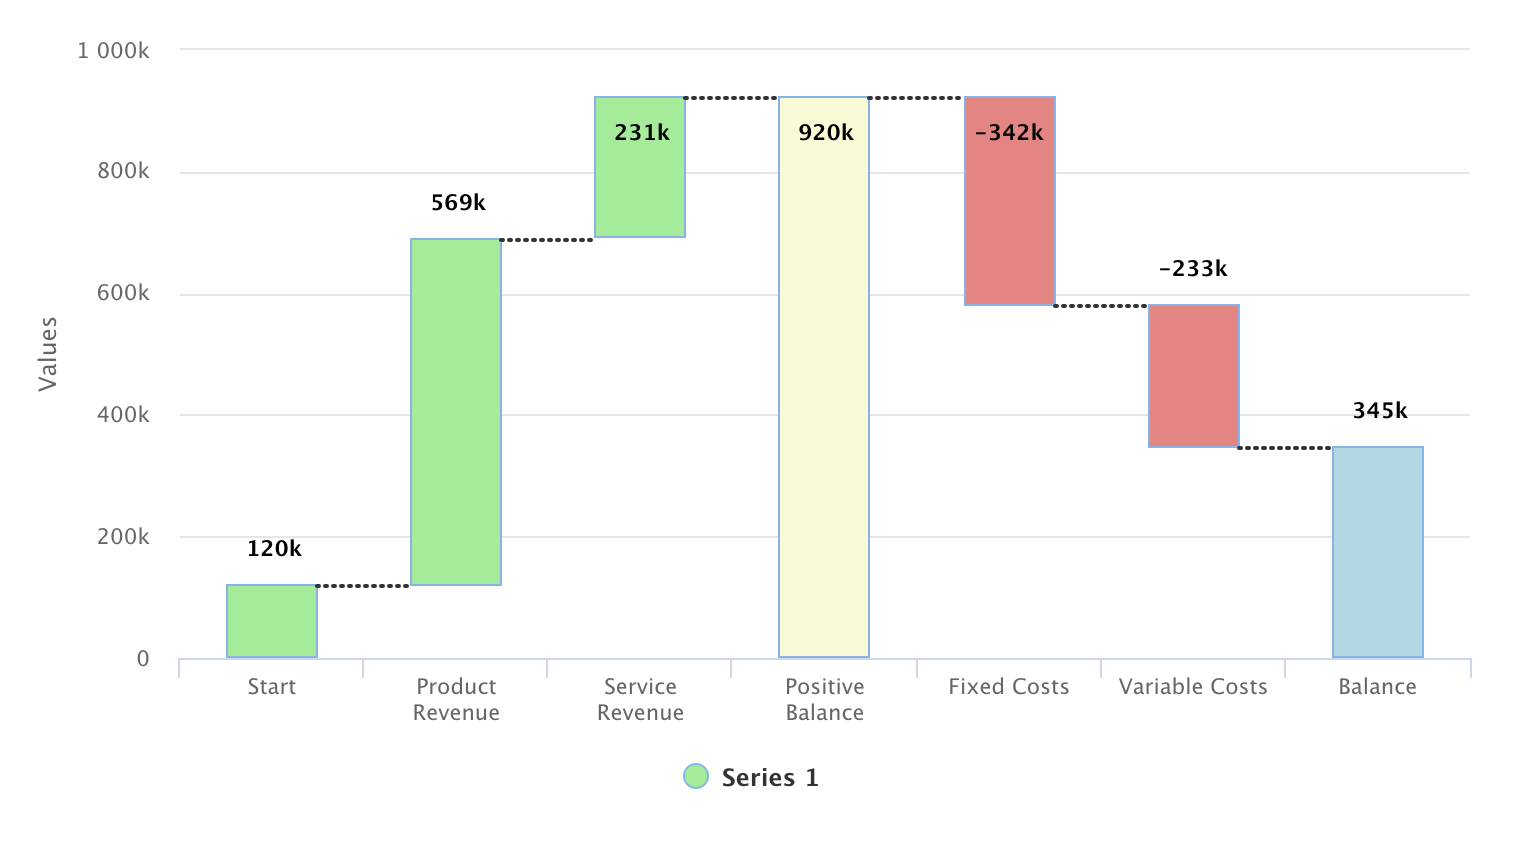 1 000k
800k
600k
400k
200k
0
Values
120k
569k
231k
920k
-342k
-233k
345k
Start
Product
Revenue
Service
Revenue
Positive
Balance
Fixed Costs
Variable Costs
Balance
Series 1